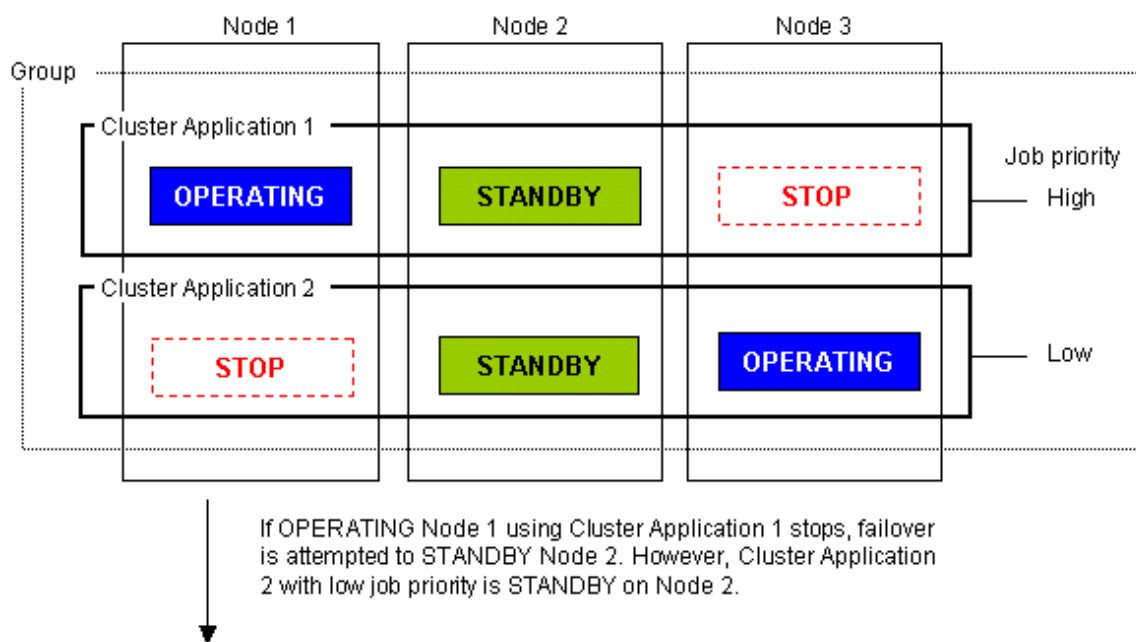 Node 1
Node 2
Node 3
Group
Cluster Application 1
Job priority
OPERATING
STANDBY
STOP
High
Cluster Application 2
STOP
STANDBY
OPERATING
Low
If OPERATING Node 1 using Cluster Application 1 stops, failover
is attempted to STANDBY Node 2. However, Cluster Application
2 with low job priority is STANDBY on Node 2.